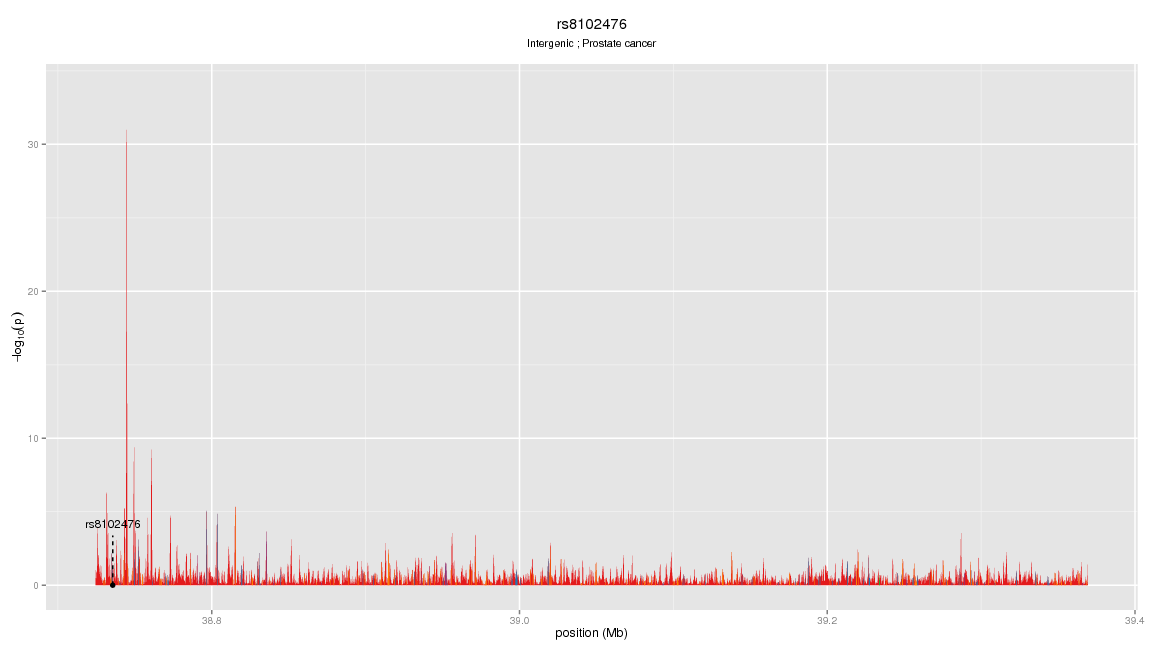 rs8102476
Intergenic ; Prostate cancer
30
20
10
0
−log10(p)
rs8102476
38.8
39.0
39.2
39.4
position (Mb)